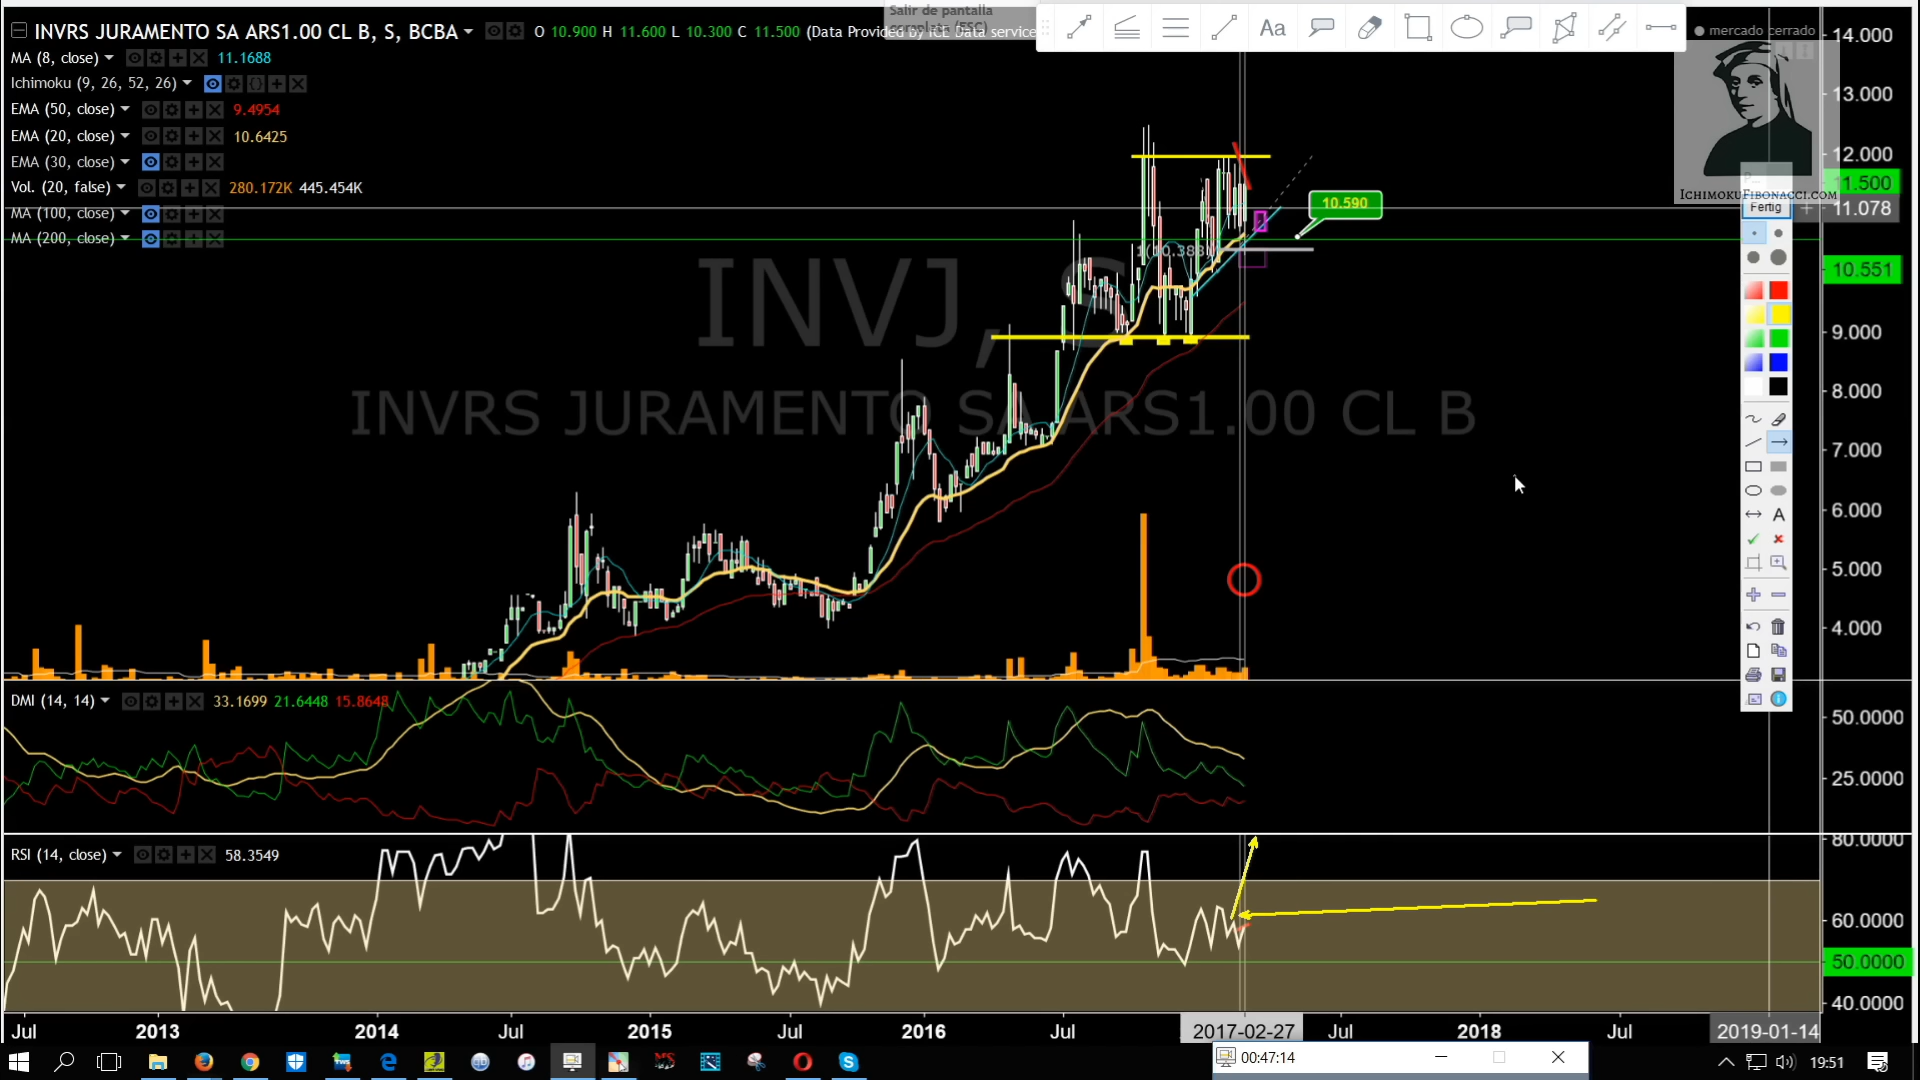 Salir de pantalla
completa (ESC)
INVRS JURAMENTO SA ARS1.00 CL B, S, BCBA
O 10.900 H 11.600 L 10.300 C 11.500 (Data Provided by ICE Data service
Aa
mercado cerrado
MA (8, close) 11.1688
Ichimoku (9, 26, 52, 26)
EMA (50, close) 9.4954
EMA (20, close) 10.6425
EMA (30, close)
Vol. (20, false) 280.172K 445.454K
MA (100, close)
MA (200, close)
14.000
13.000
12.000
11.500
11.078
10.551
9.000
8.000
7.000
6.000
5.000
4.000
ICHIMOKUFIBONACCI.COM
Fertig
A
10.590
1(10.383)
INVJ, S
INVRS JURAMENTO SA ARS1.00 CL B
DMI (14, 14) 33.1699 21.6448 15.8648
50.0000
25.0000
RSI (14, close) 58.3549
80.0000
60.0000
50.0000
40.0000
Jul 2013 2014 Jul 2015 Jul 2016 Jul 2017-02-27 Jul 2018 Jul 2019-01-14
00:47:14
19:51